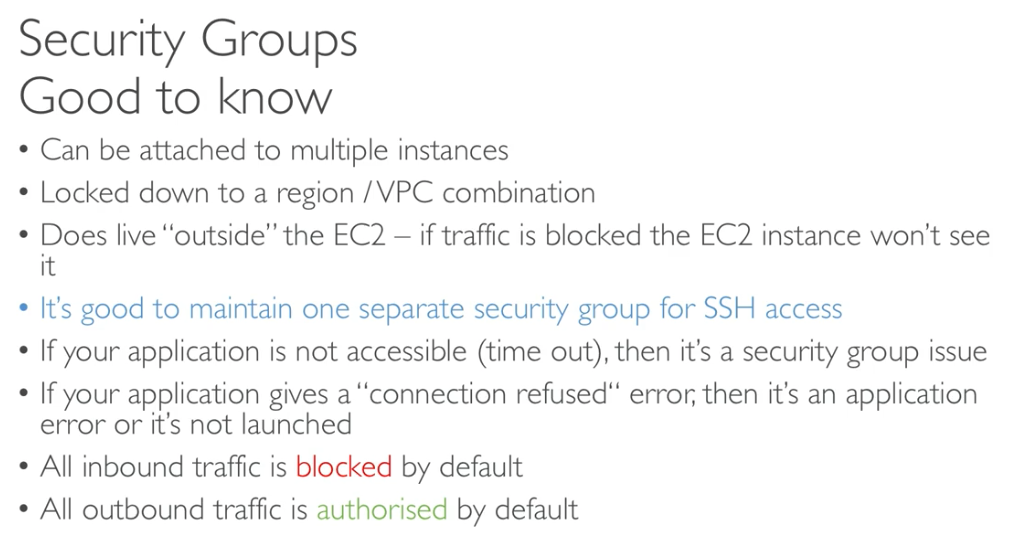 Security Groups
Good to know
• Can be attached to multiple instances
• Locked down to a region / VPC combination
• Does live “outside” the EC2 – if traffic is blocked the EC2 instance won’t see
it
• It’s good to maintain one separate security group for SSH access
• If your application is not accessible (time out), then it’s a security group issue
• If your application gives a “connection refused“ error, then it’s an application
error or it’s not launched
• All inbound traffic is blocked by default
• All outbound traffic is authorised by default